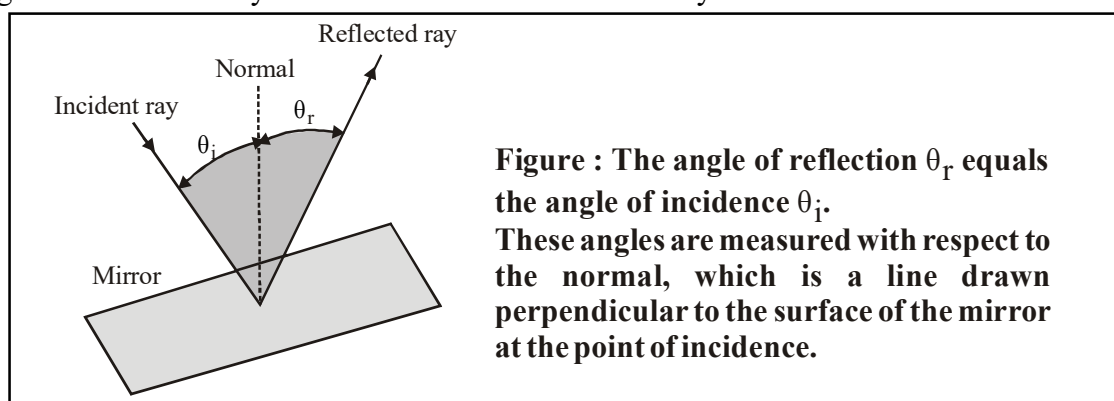 Reflected ray
Normal
Incident ray
θr
θi
Mirror
Figure : The angle of reflection θr equals
the angle of incidence θi.
These angles are measured with respect to
the normal, which is a line drawn
perpendicular to the surface of the mirror
at the point of incidence.